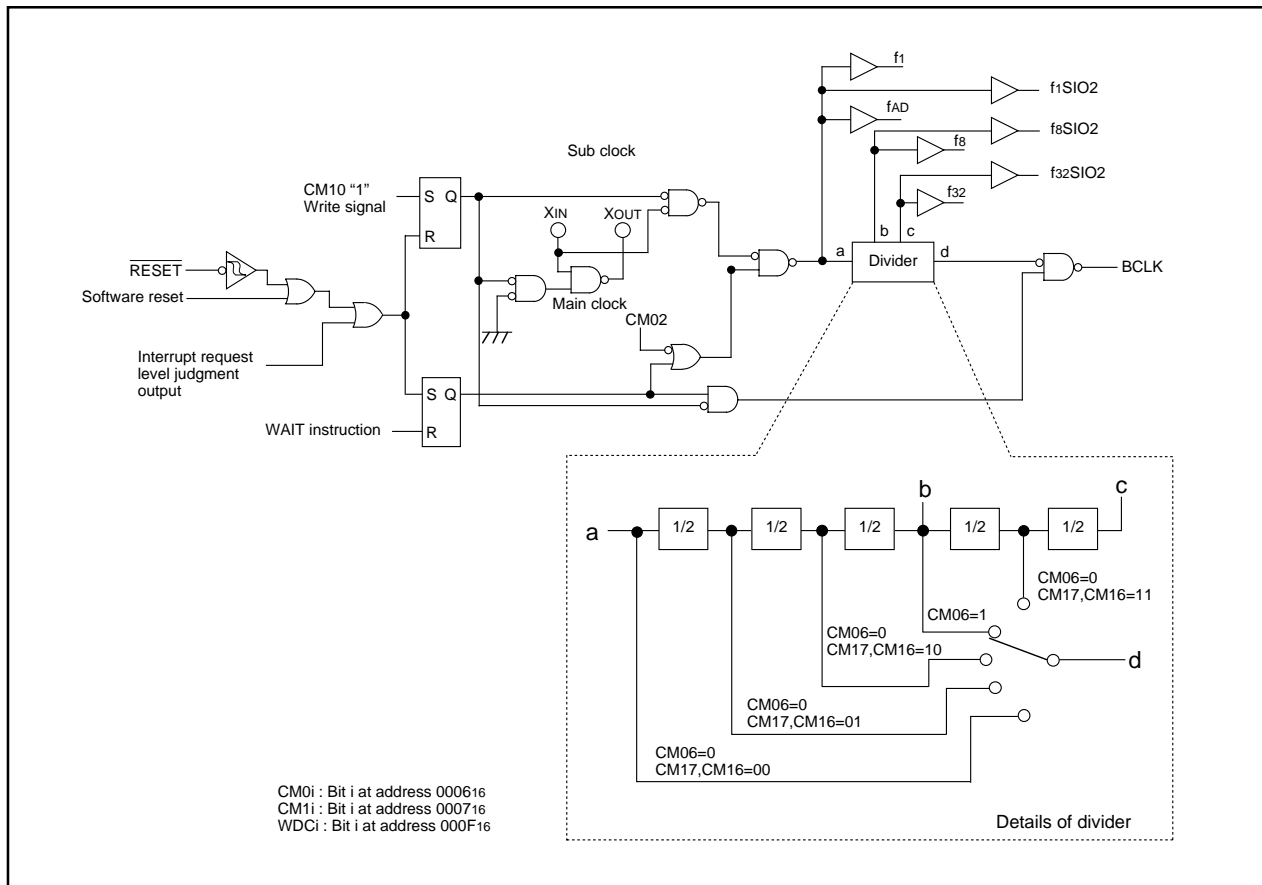 f1
f1SIO2
fAD
f8SIO2
f8
f32SIO2
f32
Sub clock
CM10 “1”
Write signal
S Q
R
XIN
XOUT
RESET
Software reset
Main clock
CM02
Interrupt request
level judgment
output
S Q
R
WAIT instruction
a
b
c
d
Divider
BCLK
a
1/2
1/2
1/2
b
1/2
1/2
c
CM06=0
CM17,CM16=11
CM06=1
CM06=0
CM17,CM16=10
d
CM06=0
CM17,CM16=01
CM06=0
CM17,CM16=00
CM0i : Bit i at address 000616
CM1i : Bit i at address 000716
WDCi : Bit i at address 000F16
Details of divider